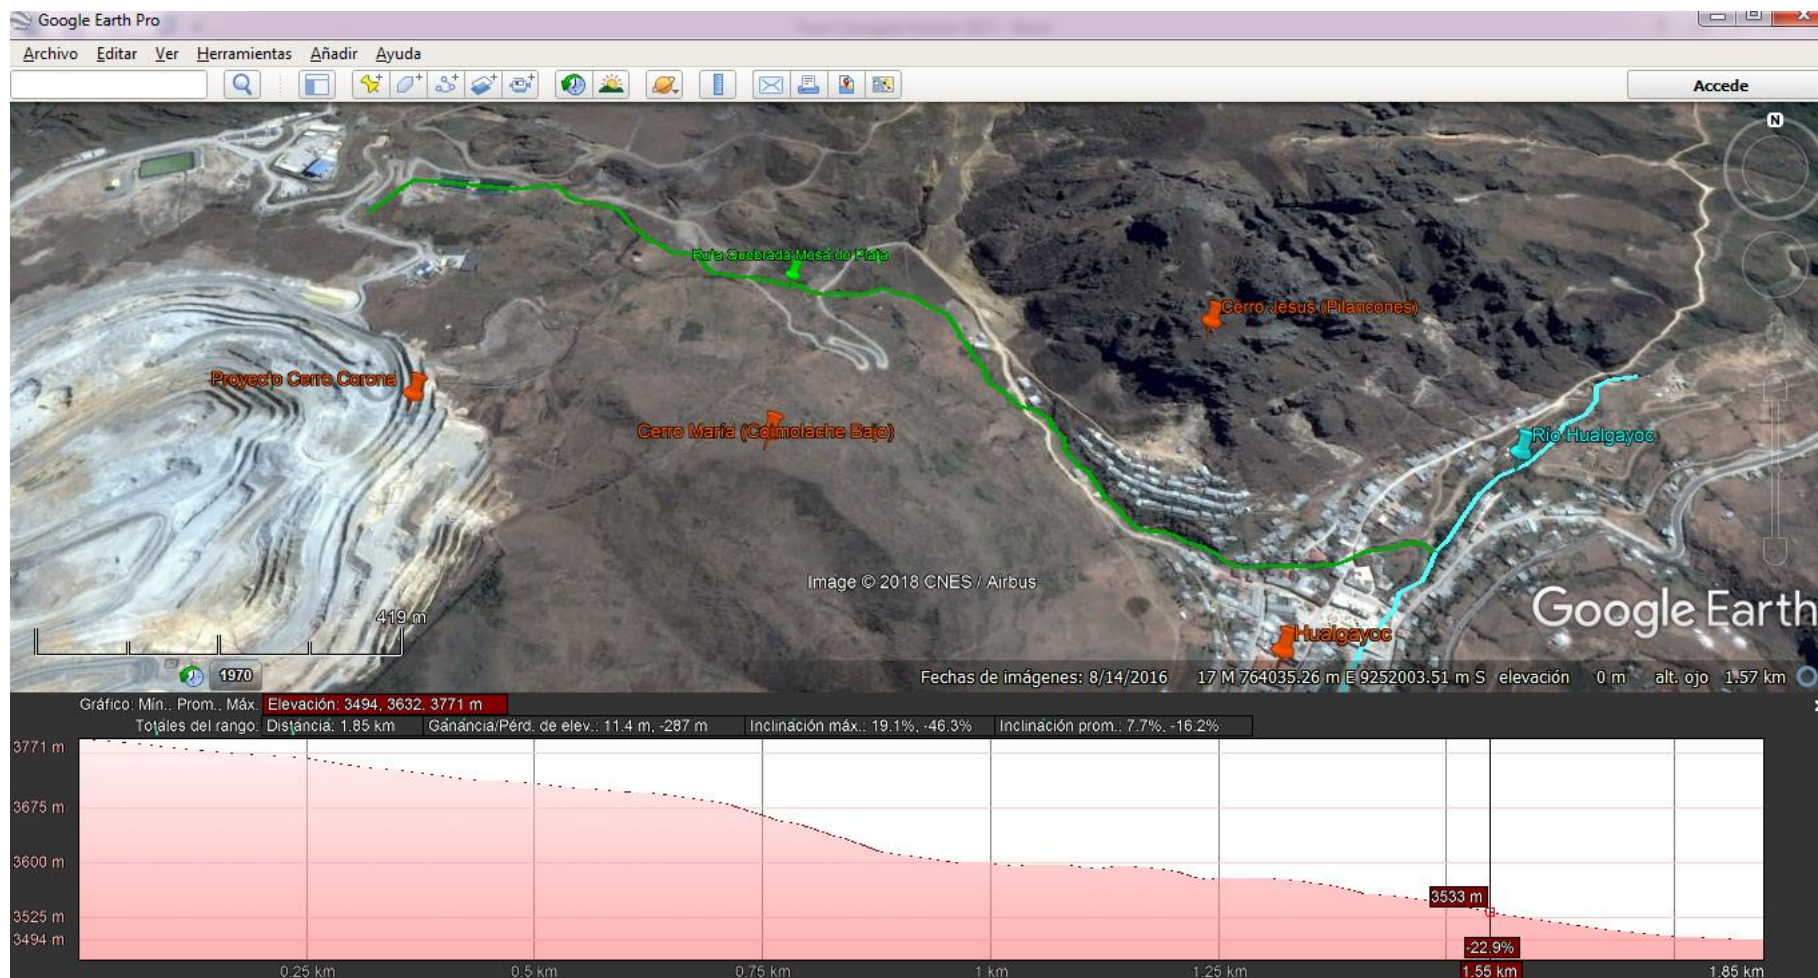 Google Earth Pro
Archivo Editar Ver Herramientas Añadir Ayuda
Accede
N
Ruta Quebrada Mesa de Plata
Cerro Jesus (Pilancones)
Proyecto Cerro Corona
Cerro María (Coimolache Bajo)
Río Hualgayoc
Image © 2018 CNES / Airbus
Google Earth
419 m
Hualgayoc
1970
Fechas de imágenes: 8/14/2016 17 M 764035.26 m E 9252003.51 m S elevación 0 m alt. ojo 1.57 km
Gráfico: Mín., Prom., Máx. Elevación: 3494, 3632, 3771 m
Totales del rango: Distancia: 1.85 km Ganancia/Pérd. de elev.: 11.4 m, -287 m Inclinación máx.: 19.1%, -46.3% Inclinación prom.: 7.7%, -16.2%
3771 m
3675 m
3600 m
3533 m
3525 m
3494 m
-22.9%
0.25 km 0.5 km 0.75 km 1 km 1.25 km 1.55 km 1.85 km